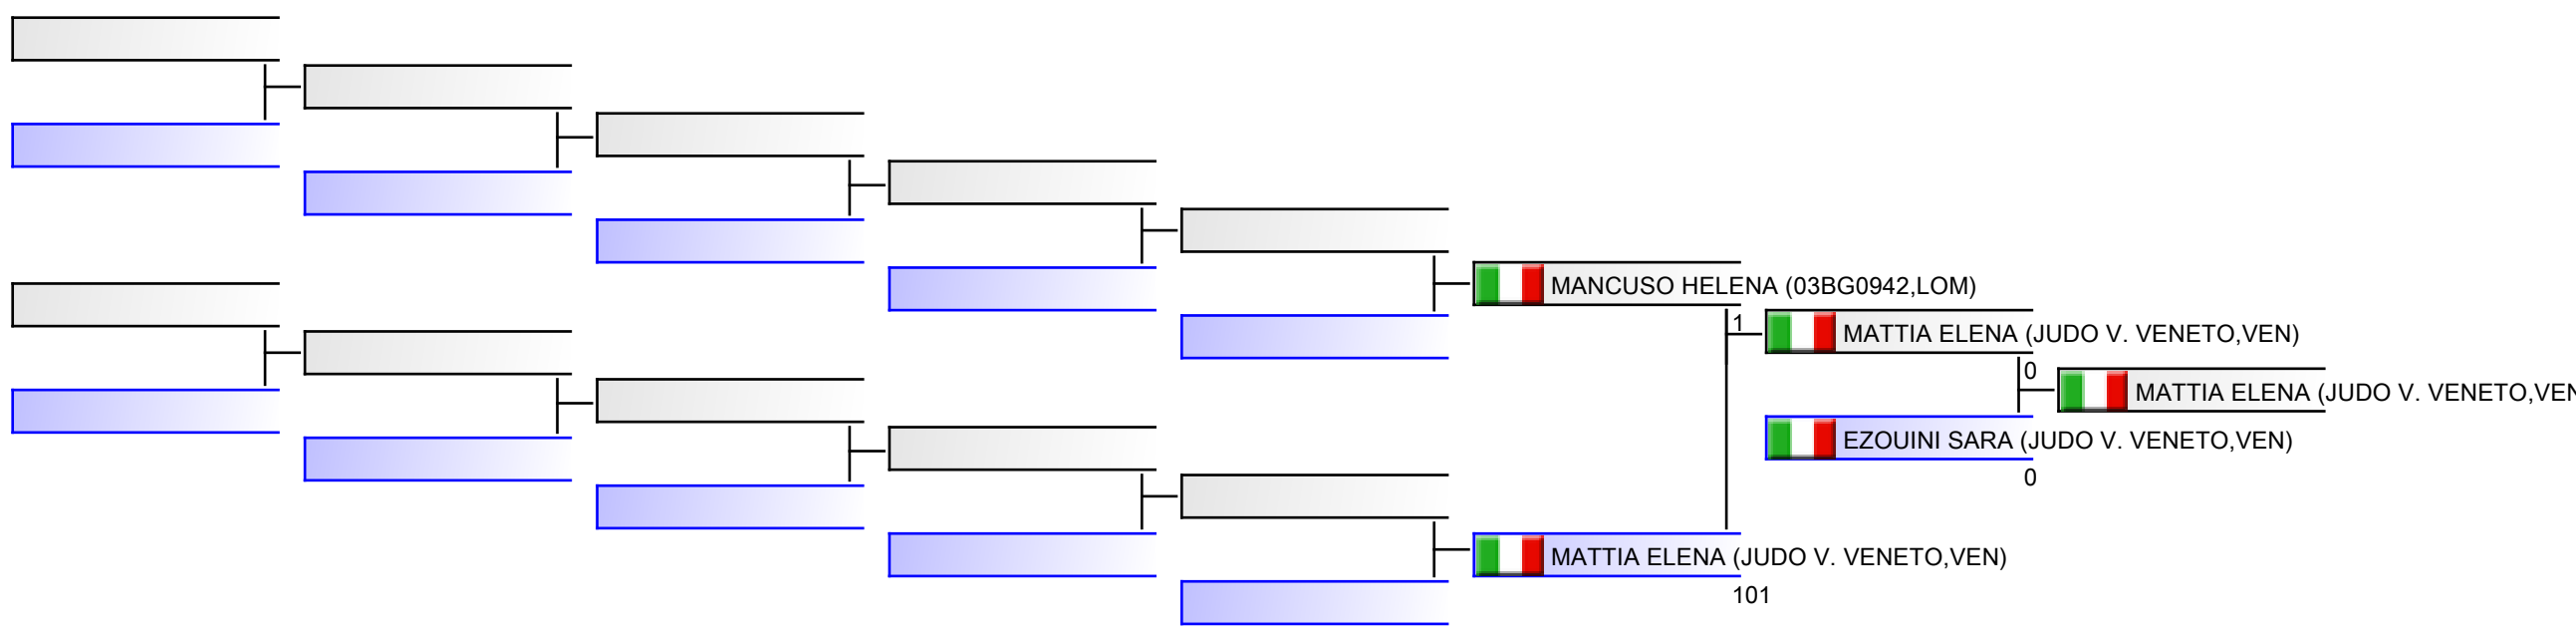 MANCUSO HELENA (03BG0942,LOM)
1
MATTIA ELENA (JUDO V. VENETO,VEN)
0
MATTIA ELENA (JUDO V. VENETO,VEN
EZOUINI SARA (JUDO V. VENETO,VEN)
0
MATTIA ELENA (JUDO V. VENETO,VEN)
101